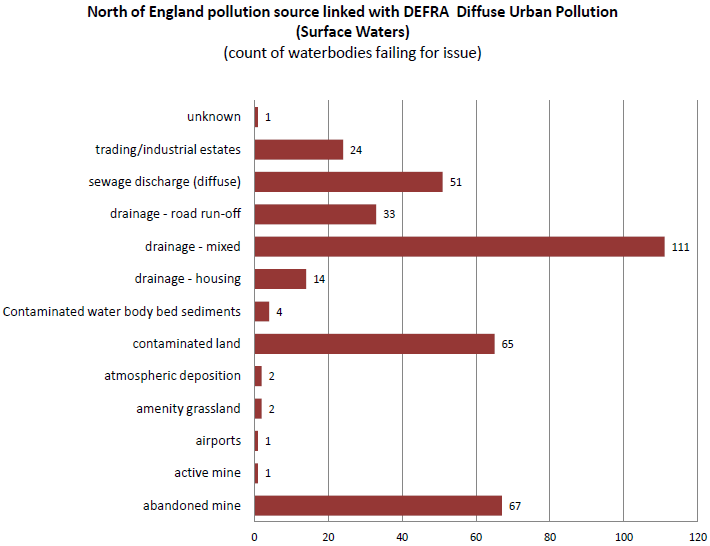 North of England pollution source linked with DEFRA  Diffuse Urban Pollution
(Surface Waters)
(count of waterbodies failing for issue)
unknown 1
trading/industrial estates 24
sewage discharge (diffuse) 51
drainage - road run-off 33
drainage - mixed 111
drainage - housing 14
Contaminated water body bed sediments 4
contaminated land 65
atmospheric deposition 2
amenity grassland 2
airports 1
active mine 1
abandoned mine 67
0 20 40 60 80 100 120